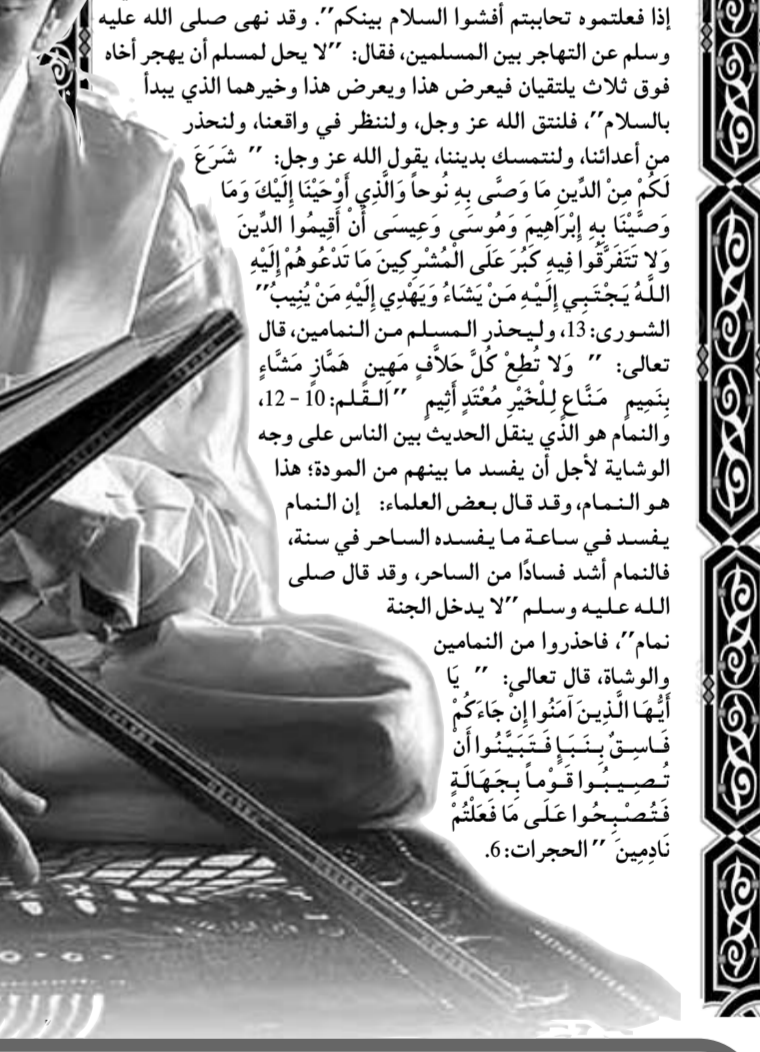 إذا فعلتموه تحاببتم أفشوا السلام بينكم’’. وقد نهى صلى الله عليه
وسلم عن التهاجر بين المسلمين، فقال: ’’لا يحل لمسلم أن يهجر أخاه
فوق ثلاث يلتقيان فيعرض هذا ويعرض هذا وخيرهما الذي يبدأ
بالسلام’’، فلنتق الله عز وجل، ولننظر في واقعنا، ولنحذر
من أعدائنا، ولنتمسك بديننا، يقول الله عز وجل: ’’ شَرَعَ
لَكُمْ مِنْ الدِّينِ مَا وَصَّى بِهِ نُوحاً وَالَّذِي أَوْحَيْنَا إِلَيْكَ وَمَا
وَصَّيْنَا بِهِ إِبْرَاهِيمَ وَمُوسَى وَعِيسَى أَنْ أَقِيمُوا الدِّينَ
وَلا تَتَفَرَّقُوا فِيهِ كَبُرَ عَلَى الْمُشْرِكِينَ مَا تَدْعُوهُمْ إِلَيْهِ
اللَّهُ يَجْتَبِي إِلَيْهِ مَنْ يَشَاءُ وَيَهْدِي إِلَيْهِ مَنْ يُنِيبُ’’
الشورى:13، وليحذر المسلم من النمامين، قال
تعالى: ’’ وَلا تُطِعْ كُلَّ حَلاَّفٍ مَهِينٍ هَمَّازٍ مَشَّاءٍ
بِنَمِيمٍ مَنَّاعٍ لِلْخَيْرِ مُعْتَدٍ أَثِيمٍ ’’القلم:10 - 12،
والنمام هو الذي ينقل الحديث بين الناس على وجه
الوشاية لأجل أن يفسد ما بينهم من المودة؛ هذا
هو النمام، وقد قال بعض العلماء: إن النمام
يفسد في ساعة ما يفسده الساحر في سنة،
فالنمام أشد فسادًا من الساحر، وقد قال صلى
الله عليه وسلم ’’لا يدخل الجنة
نمام’’، فاحذروا من النمامين
والوشاة، قال تعالى: ’’ يَا
أَيُّهَا الَّذِينَ آمَنُوا إِنْ جَاءَكُمْ
فَاسِقٌ بِنَبَإٍ فَتَبَيَّنُوا أَنْ
تُصِيبُوا قَوْماً بِجَهَالَةٍ
فَتُصْبِحُوا عَلَى مَا فَعَلْتُمْ
نَادِمِينَ ’’الحجرات:6.